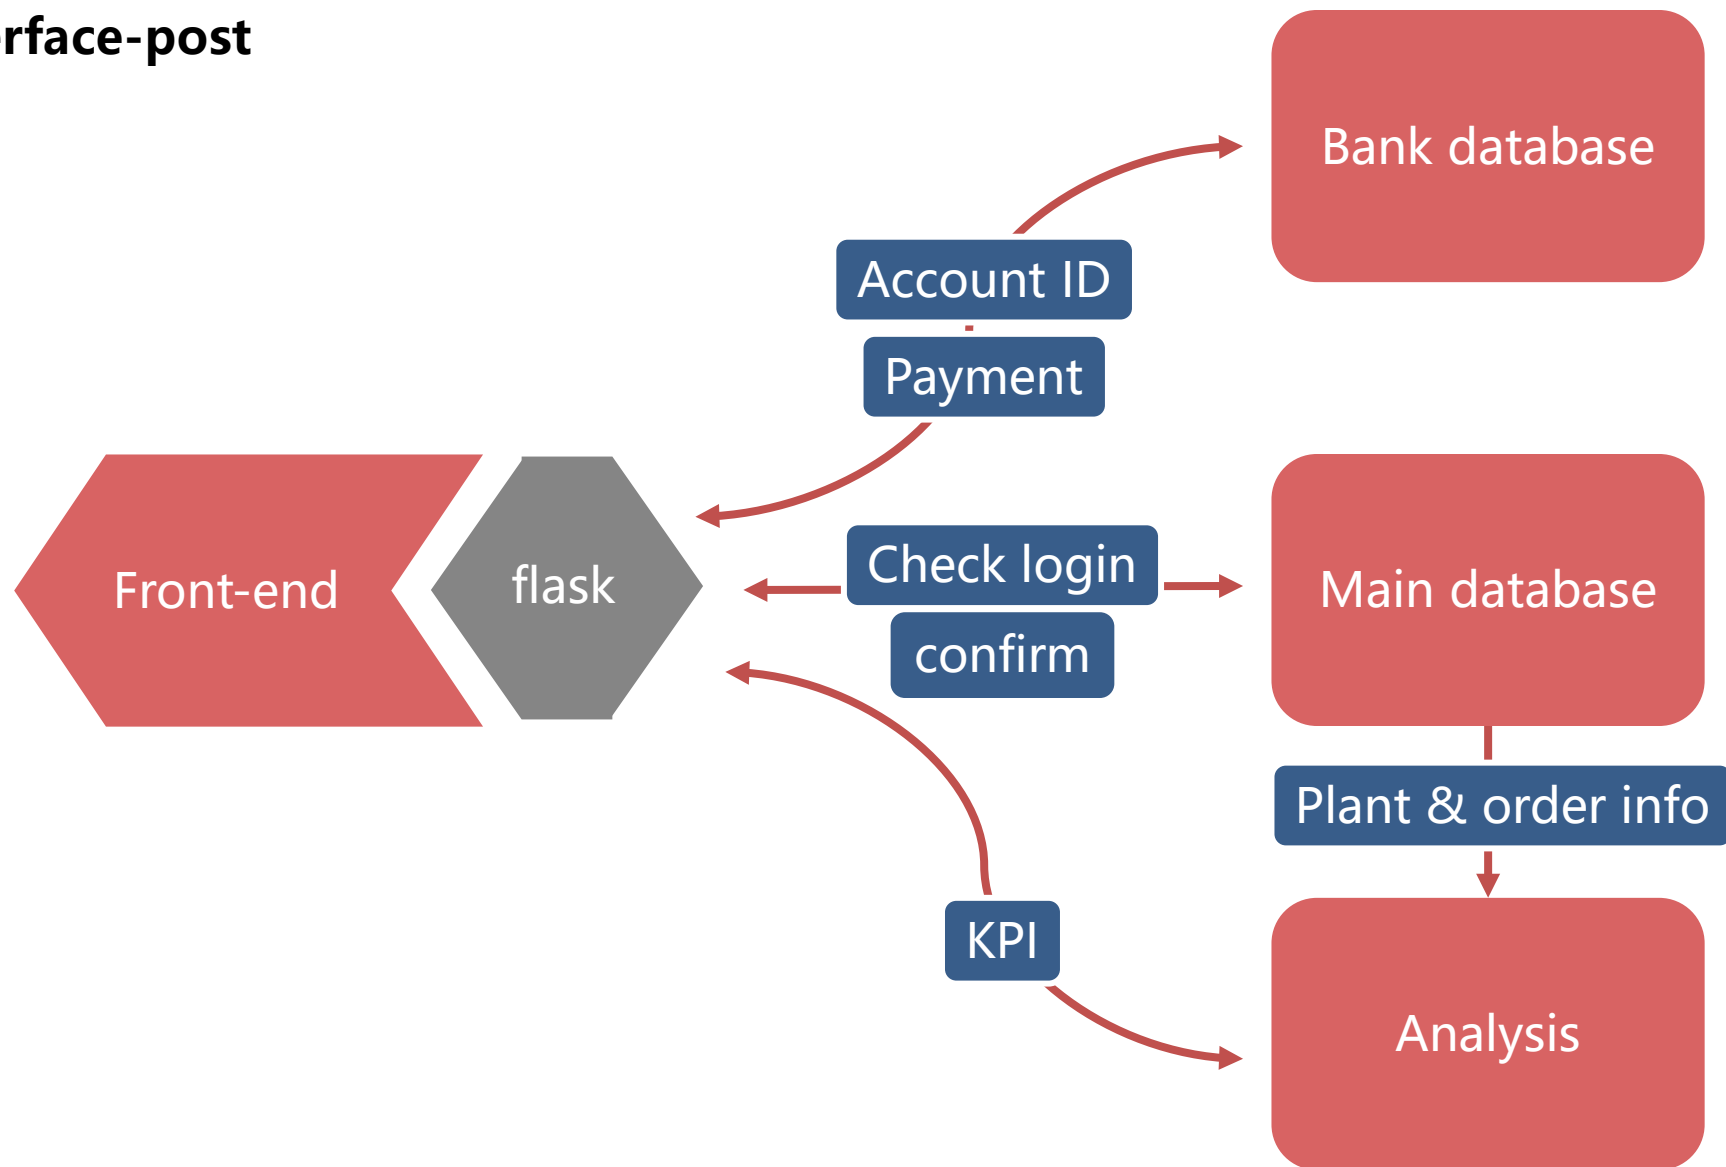 erface-post
Bank database
Account ID
Payment
Front-end
flask
Check login
confirm
Main database
Plant & order info
KPI
Analysis